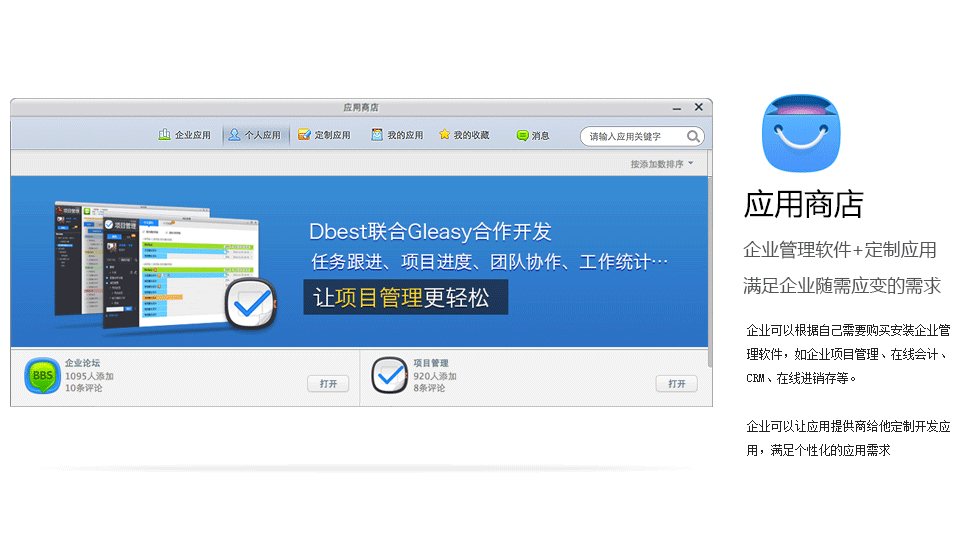 应用商店
企业应用 个人应用 定制应用 我的应用 我的收藏 消息 请输入应用关键字
按添加数排序
项目管理
Dbest联合Gleasy合作开发
任务跟进、项目进度、团队协作、工作统计…
让项目管理更轻松
BBS
企业论坛
1095人添加
10条评论
打开
项目管理
920人添加
8条评论
打开
应用商店
企业管理软件+定制应用
满足企业随需应变的需求
企业可以根据自己需要购买安装企业管
理软件，如企业项目管理、在线会计、
CRM、在线进销存等。
企业可以让应用提供商给他定制开发应
用，满足个性化的应用需求